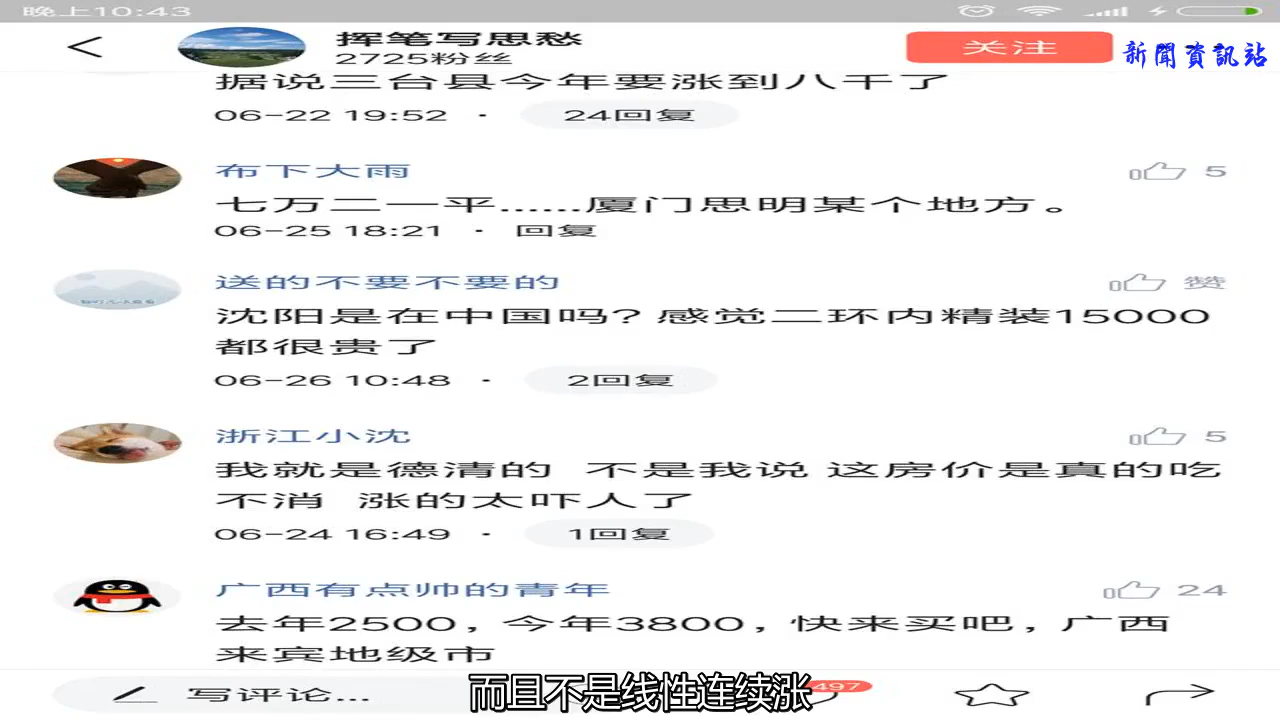 晚上10:43
挥笔写思愁
2725粉丝
关注
新聞資訊站
据说三台县今年要涨到八千了
06-22 19:52 · 24回复
布下大雨
5
七万二一平......厦门思明某个地方。
06-25 18:21 · 回复
送的不要不要的
赞
沈阳是在中国吗？感觉二环内精装15000
都很贵了
06-26 10:48 · 2回复
浙江小沈
5
我就是德清的 不是我说 这房价是真的吃
不消 涨的太吓人了
06-24 16:49 · 1回复
广西有点帅的青年
24
去年2500，今年3800，快来买吧，广西
来宾地级市
写评论...
而且不是线性连续涨
497